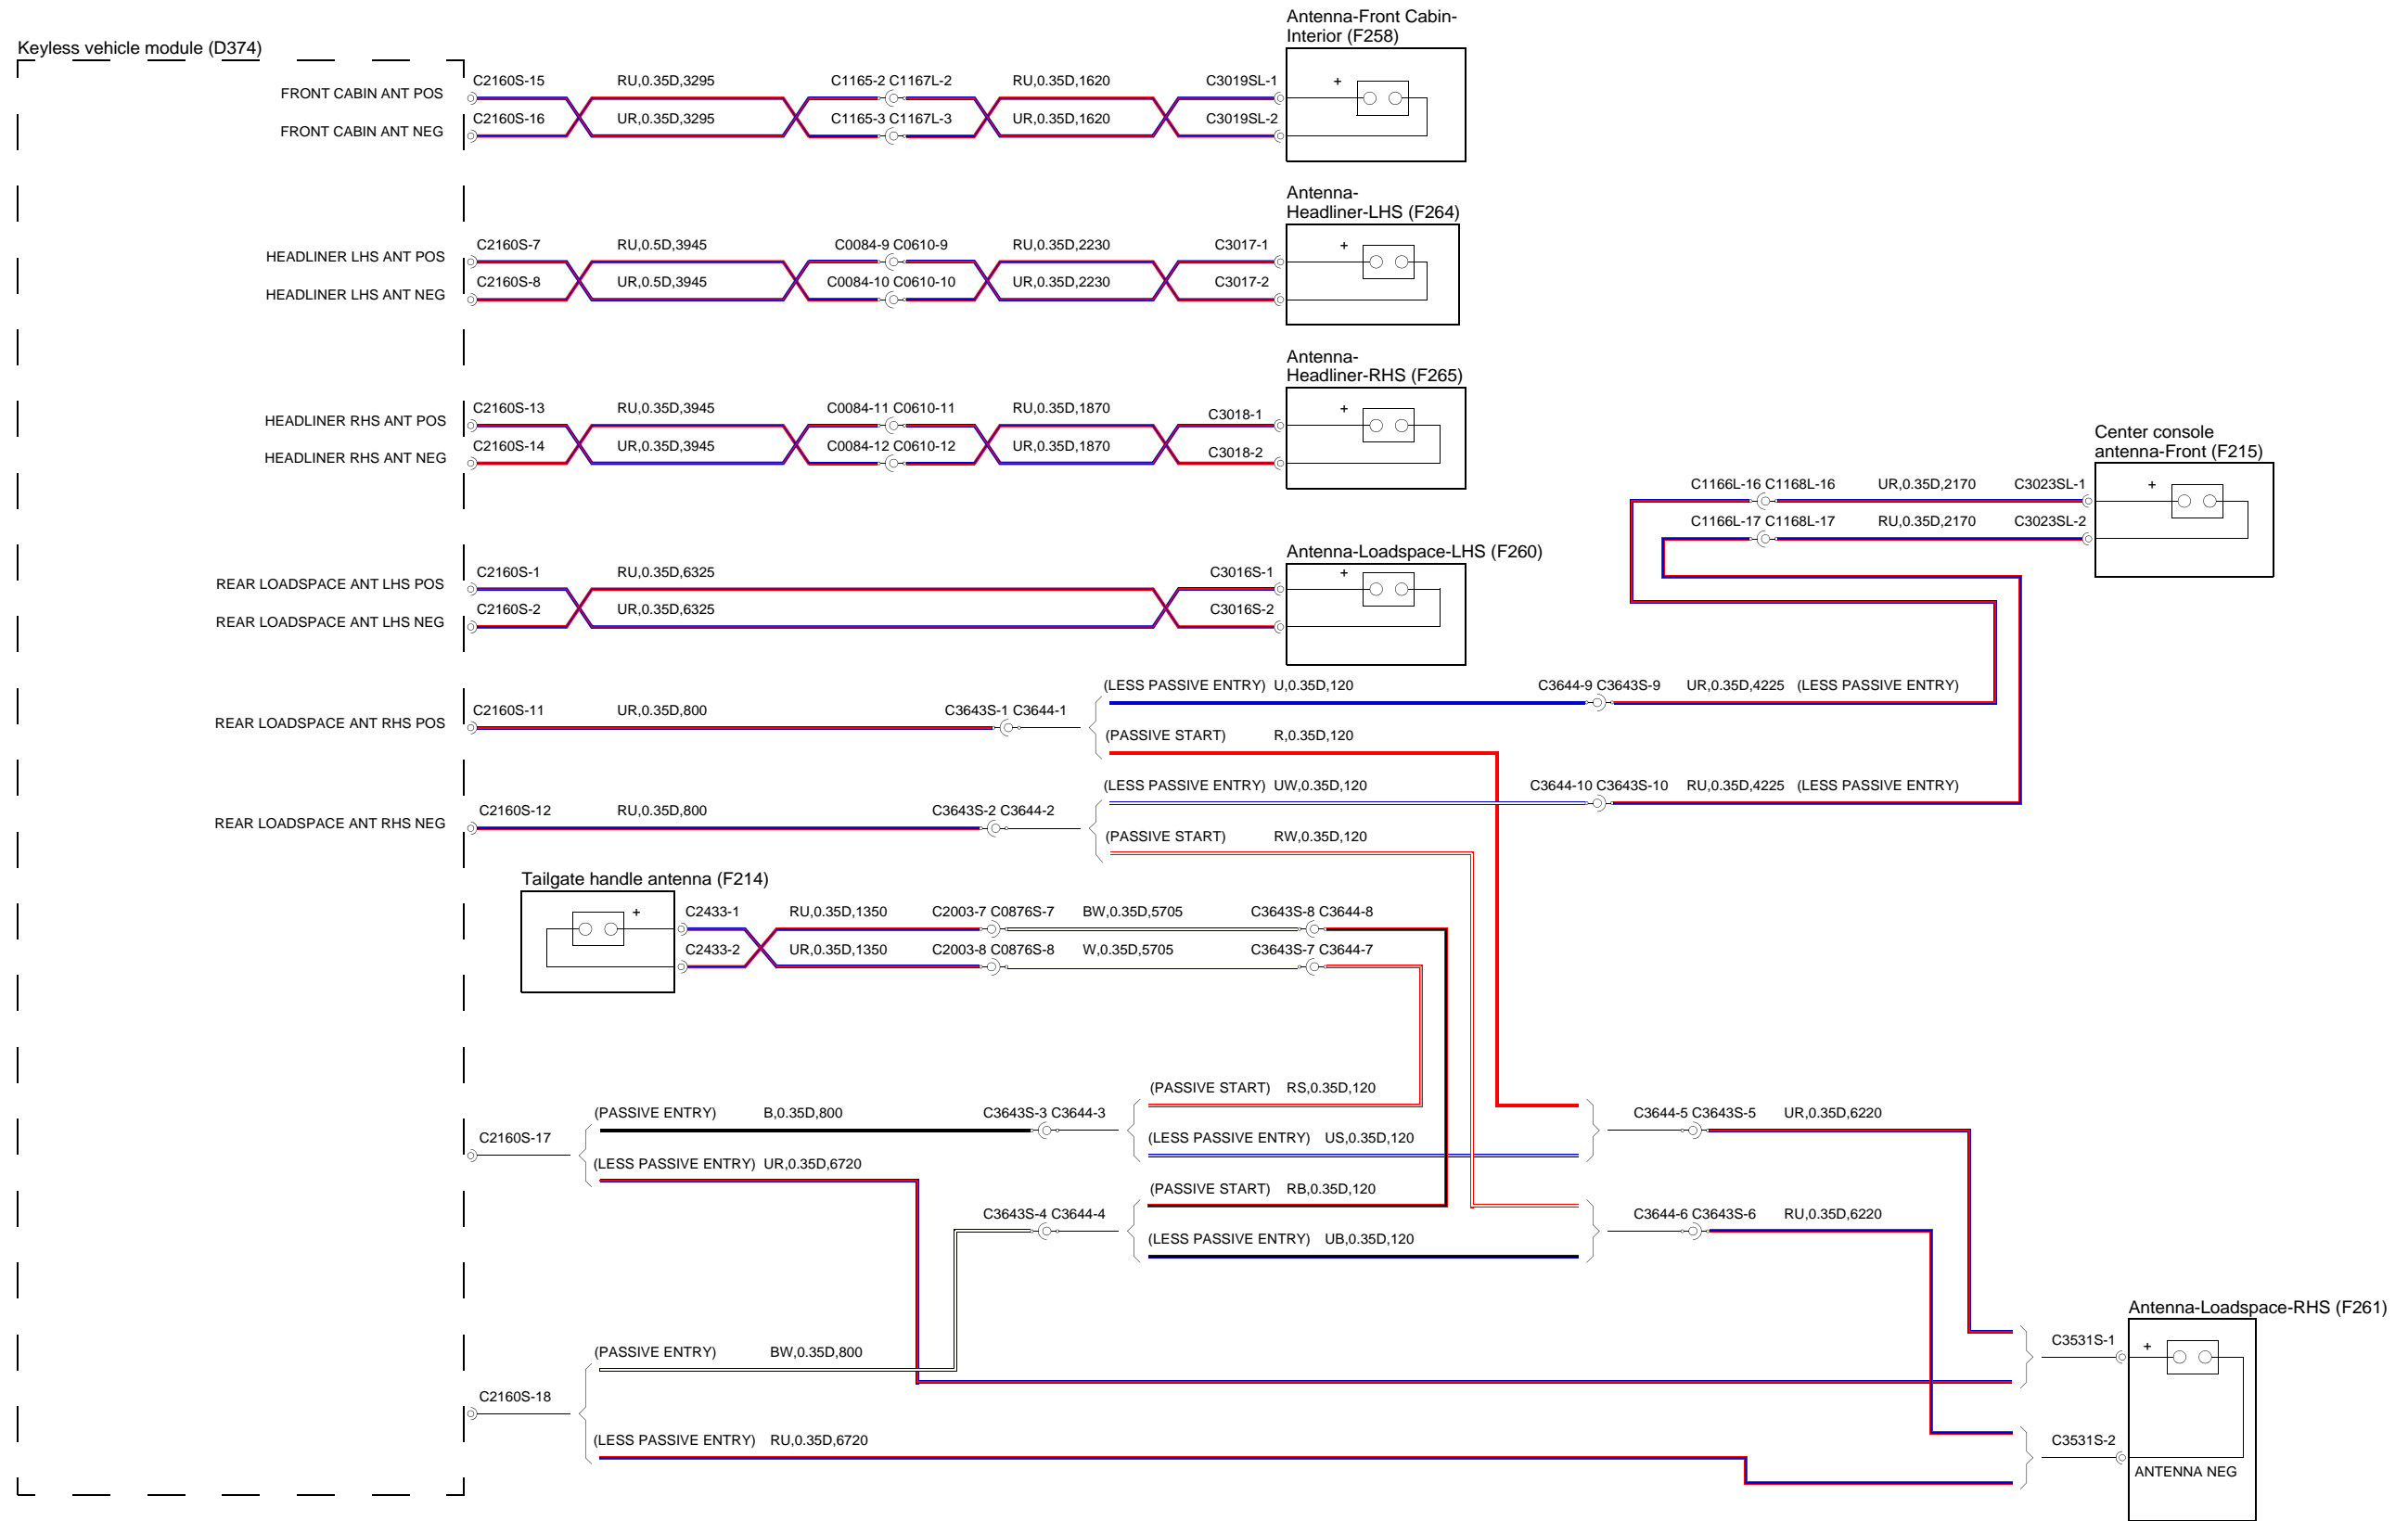 Antenna-Front Cabin-
Interior (F258)
Keyless vehicle module (D374)
FRONT CABIN ANT POS
C2160S-15
RU,0.35D,3295
C1165-2 C1167L-2
RU,0.35D,1620
C3019SL-1
+
FRONT CABIN ANT NEG
C2160S-16
UR,0.35D,3295
C1165-3 C1167L-3
UR,0.35D,1620
C3019SL-2
Antenna-
Headliner-LHS (F264)
HEADLINER LHS ANT POS
C2160S-7
RU,0.5D,3945
C0084-9 C0610-9
RU,0.35D,2230
C3017-1
+
HEADLINER LHS ANT NEG
C2160S-8
UR,0.5D,3945
C0084-10 C0610-10
UR,0.35D,2230
C3017-2
Antenna-
Headliner-RHS (F265)
HEADLINER RHS ANT POS
C2160S-13
RU,0.35D,3945
C0084-11 C0610-11
RU,0.35D,1870
C3018-1
+
HEADLINER RHS ANT NEG
C2160S-14
UR,0.35D,3945
C0084-12 C0610-12
UR,0.35D,1870
C3018-2
Center console
antenna-Front (F215)
C1166L-16 C1168L-16
UR,0.35D,2170
C3023SL-1
+
C1166L-17 C1168L-17
RU,0.35D,2170
C3023SL-2
Antenna-Loadspace-LHS (F260)
REAR LOADSPACE ANT LHS POS
C2160S-1
RU,0.35D,6325
C3016S-1
+
REAR LOADSPACE ANT LHS NEG
C2160S-2
UR,0.35D,6325
C3016S-2
(LESS PASSIVE ENTRY) U,0.35D,120
C3644-9 C3643S-9
UR,0.35D,4225 (LESS PASSIVE ENTRY)
REAR LOADSPACE ANT RHS POS
C2160S-11
UR,0.35D,800
C3643S-1 C3644-1
(PASSIVE START) R,0.35D,120
(LESS PASSIVE ENTRY) UW,0.35D,120
C3644-10 C3643S-10
RU,0.35D,4225 (LESS PASSIVE ENTRY)
REAR LOADSPACE ANT RHS NEG
C2160S-12
RU,0.35D,800
C3643S-2 C3644-2
(PASSIVE START) RW,0.35D,120
Tailgate handle antenna (F214)
+
C2433-1
RU,0.35D,1350
C2003-7 C0876S-7
BW,0.35D,5705
C3643S-8 C3644-8
C2433-2
UR,0.35D,1350
C2003-8 C0876S-8
W,0.35D,5705
C3643S-7 C3644-7
(PASSIVE START) RS,0.35D,120
(PASSIVE ENTRY) B,0.35D,800
C3643S-3 C3644-3
C3644-5 C3643S-5
UR,0.35D,6220
C2160S-17
(LESS PASSIVE ENTRY) US,0.35D,120
(LESS PASSIVE ENTRY) UR,0.35D,6720
(PASSIVE START) RB,0.35D,120
C3643S-4 C3644-4
C3644-6 C3643S-6
RU,0.35D,6220
(LESS PASSIVE ENTRY) UB,0.35D,120
Antenna-Loadspace-RHS (F261)
C3531S-1
+
(PASSIVE ENTRY) BW,0.35D,800
C2160S-18
(LESS PASSIVE ENTRY) RU,0.35D,6720
C3531S-2
ANTENNA NEG